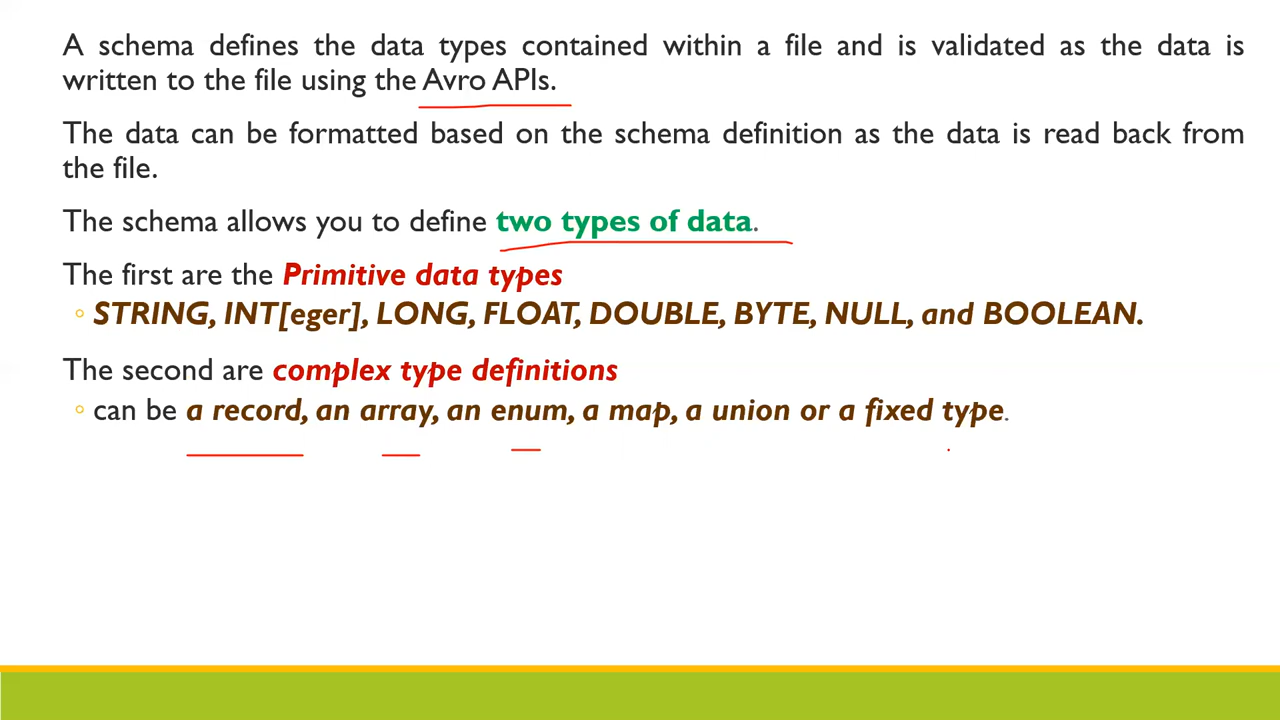 A schema defines the data types contained within a file and is validated as the data is
written to the file using the Avro APIs.
The data can be formatted based on the schema definition as the data is read back from
the file.
The schema allows you to define two types of data.
The first are the Primitive data types
◦ STRING, INT[eger], LONG, FLOAT, DOUBLE, BYTE, NULL, and BOOLEAN.
The second are complex type definitions
◦ can be a record, an array, an enum, a map, a union or a fixed type.